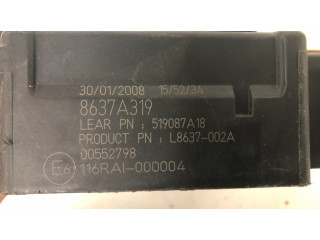 30/01/2008 15/52/34
8637A319
LEAR PN : 519087A18
PRODUCT PN : L8637-002A
00552798
E6 116RAI-000004